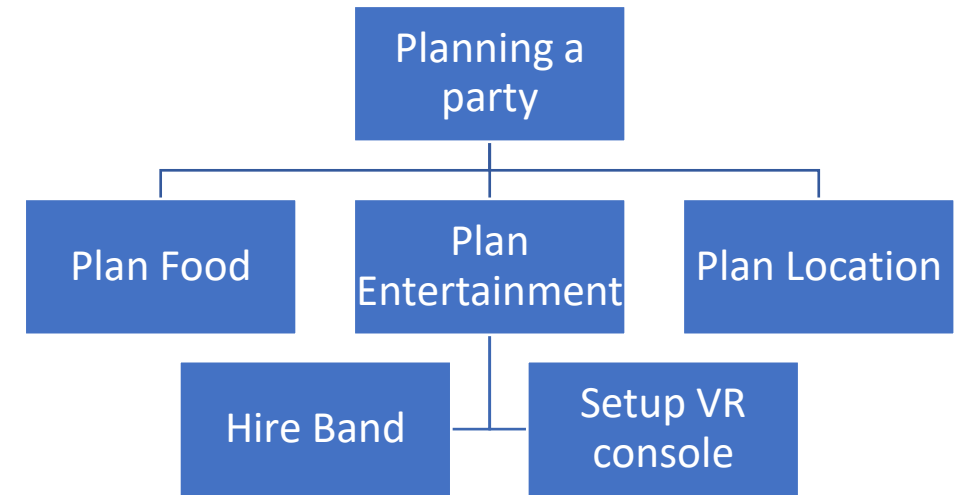 Planning a
party
Plan Food
Plan
Entertainment
Plan Location
Hire Band
Setup VR
console